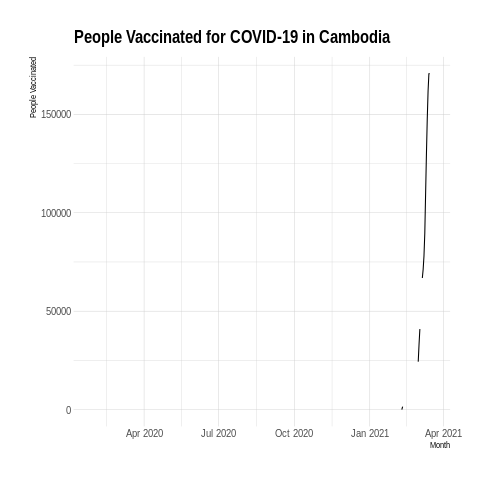 People Vaccinated for COVID-19 in Cambodia
People Vaccinated
150000
100000
50000
0
Apr 2020 Jul 2020 Oct 2020 Jan 2021 Apr 2021
Month